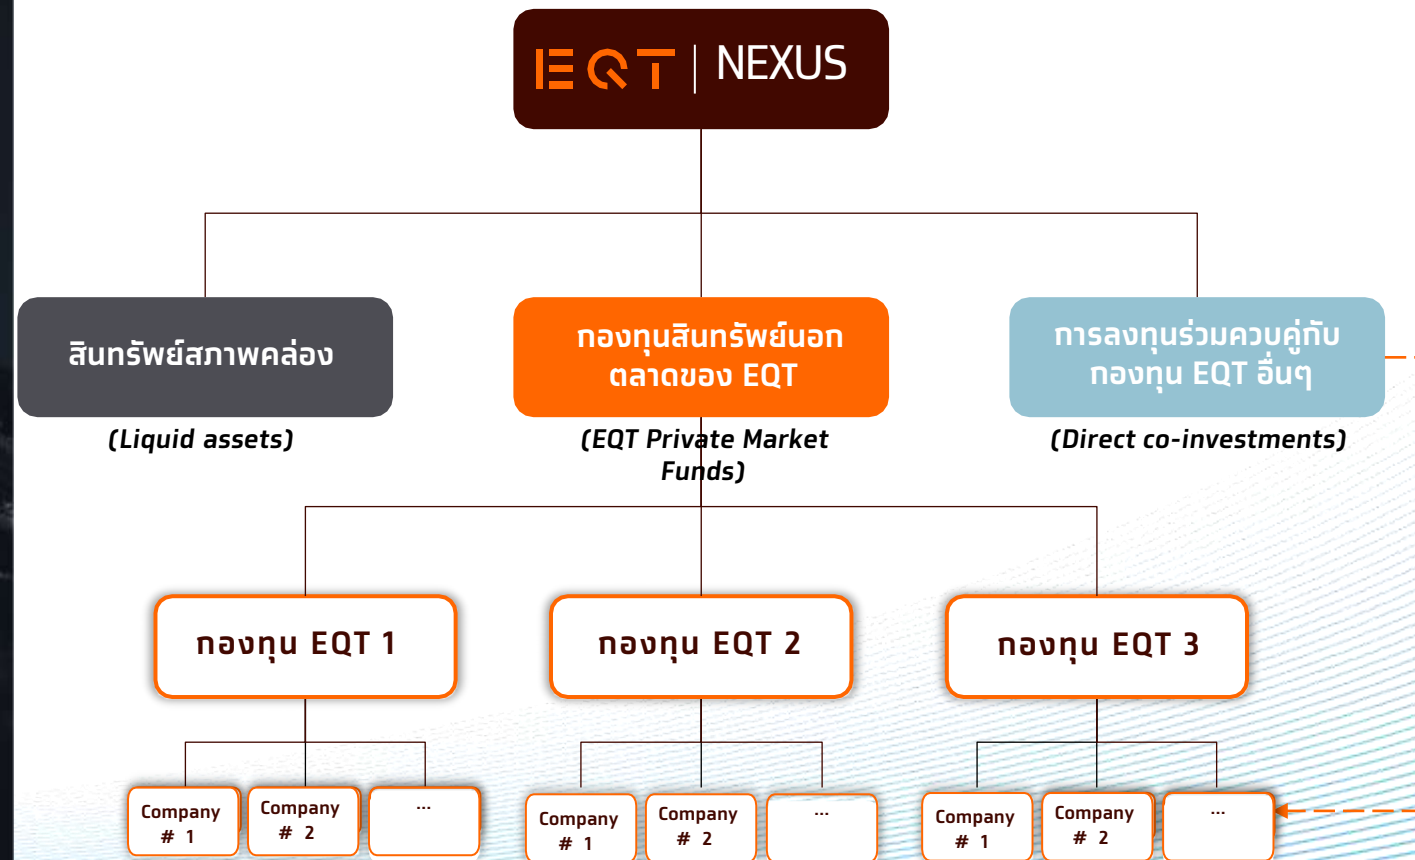 EQT | NEXUS
สินทรัพย์สภาพคล่อง
(Liquid assets)
กองทุนสินทรัพย์นอก
ตลาดของ EQT
(EQT Private Market
Funds)
การลงทุนร่วมควบคู่กับ
กองทุน EQT อื่นๆ
(Direct co-investments)
กองทุน EQT 1
กองทุน EQT 2
กองทุน EQT 3
Company
# 1
Company
# 2
...
Company
# 1
Company
# 2
...
Company
# 1
Company
# 2
...